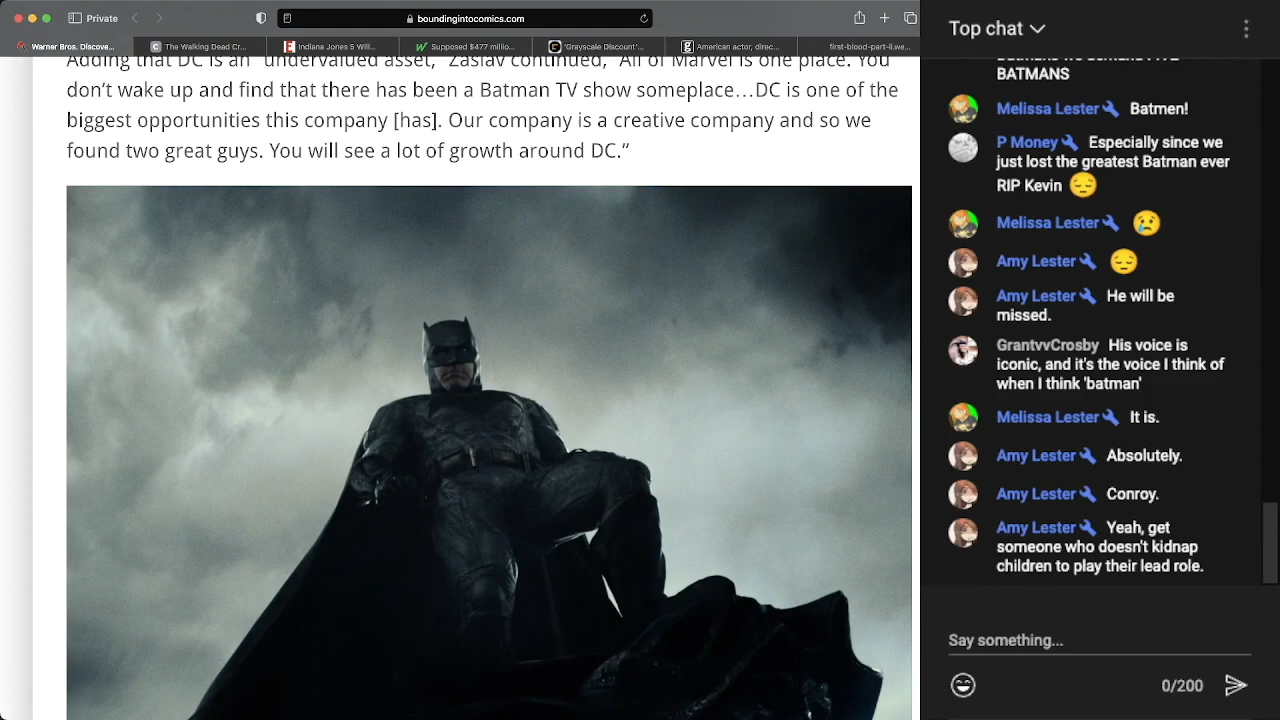 Private
boundingintocomics.com
Warner Bros. Discove...
The Walking Dead Cr...
Indiana Jones 5 Will...
Supposed $477 millio...
'Grayscale Discount'...
American actor, direc...
first-blood-part-ii.we...
Adding that DC is an “undervalued asset,” Zaslav continued, “All of Marvel is one place. You
don’t wake up and find that there has been a Batman TV show someplace…DC is one of the
biggest opportunities this company [has]. Our company is a creative company and so we
found two great guys. You will see a lot of growth around DC.”
Top chat
BATMANS
Melissa Lester Batmen!
P Money Especially since we
just lost the greatest Batman ever
RIP Kevin
Melissa Lester
Amy Lester
Amy Lester He will be
missed.
GrantvvCrosby His voice is
iconic, and it's the voice I think of
when I think 'batman'
Melissa Lester It is.
Amy Lester Absolutely.
Amy Lester Conroy.
Amy Lester Yeah, get
someone who doesn't kidnap
children to play their lead role.
Say something...
0/200